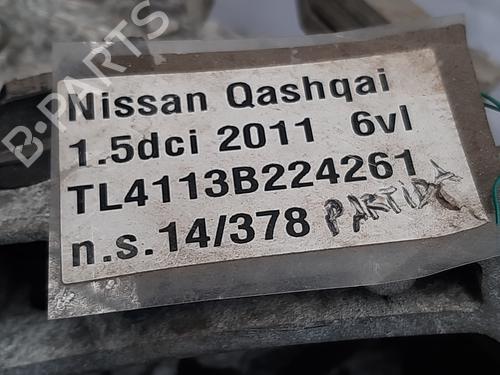 Nissan Qashqai
1.5dci 2011 6vl
TL4113B224261
n.s.14/378 PARTIDA
B-PARTS